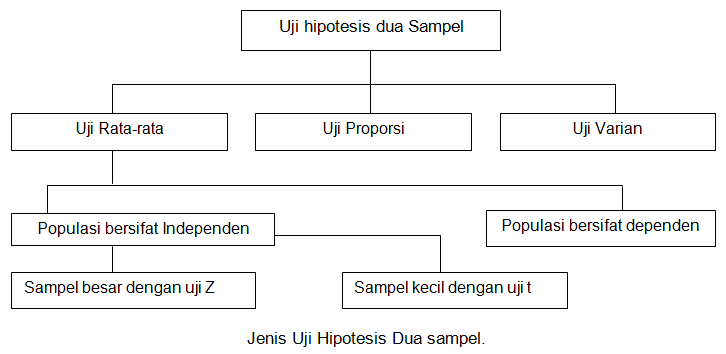 Uji hipotesis dua Sampel
Uji Rata-rata
Uji Proporsi
Uji Varian
Populasi bersifat Independen
Populasi bersifat dependen
Sampel besar dengan uji Z
Sampel kecil dengan uji t
Jenis Uji Hipotesis Dua sampel.